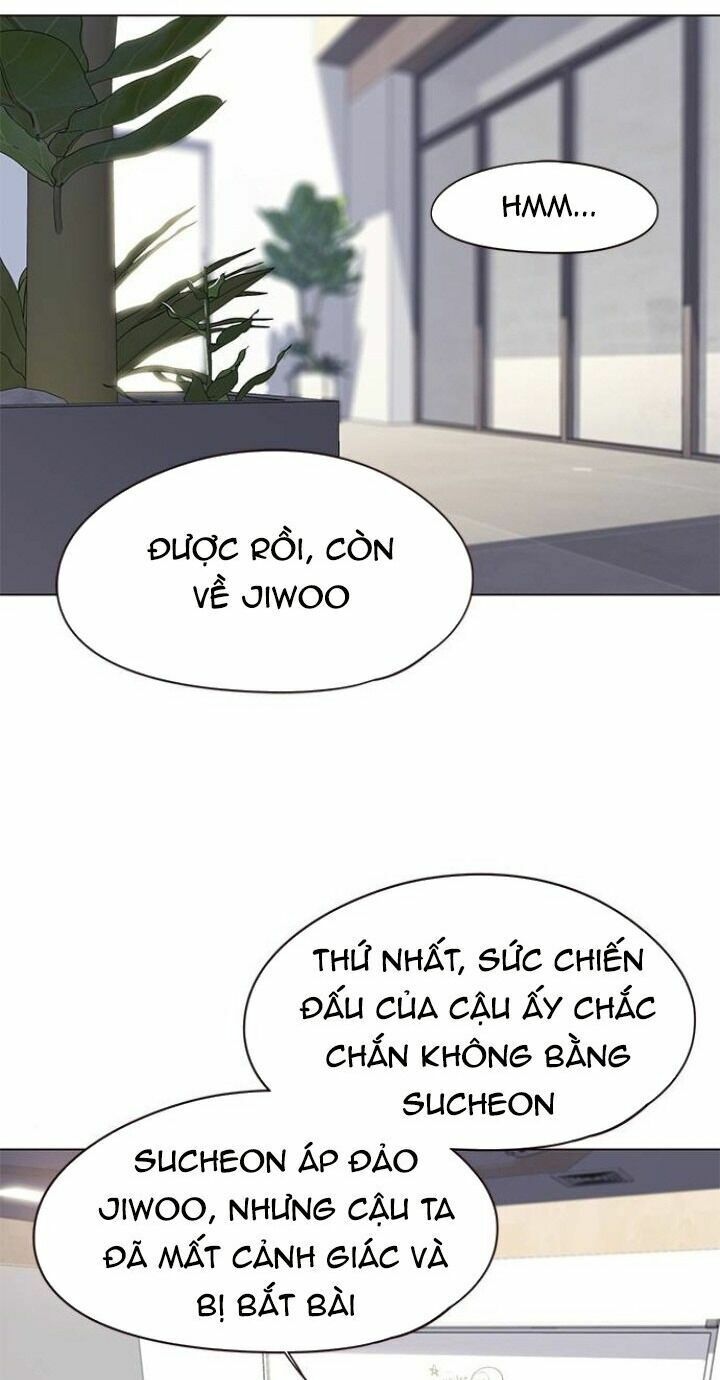 HMM...
ĐƯỢC RỒI, CÒN
VỀ JIWOO
THỨ NHẤT, SỨC CHIẾN
ĐẤU CỦA CẬU ẤY CHẮC
CHẮN KHÔNG BẰNG
SUCHEON
SUCHEON ÁP ĐẢO
JIWOO, NHƯNG CẬU TA
ĐÃ MẤT CẢNH GIÁC VÀ
BỊ BẮT BÀI